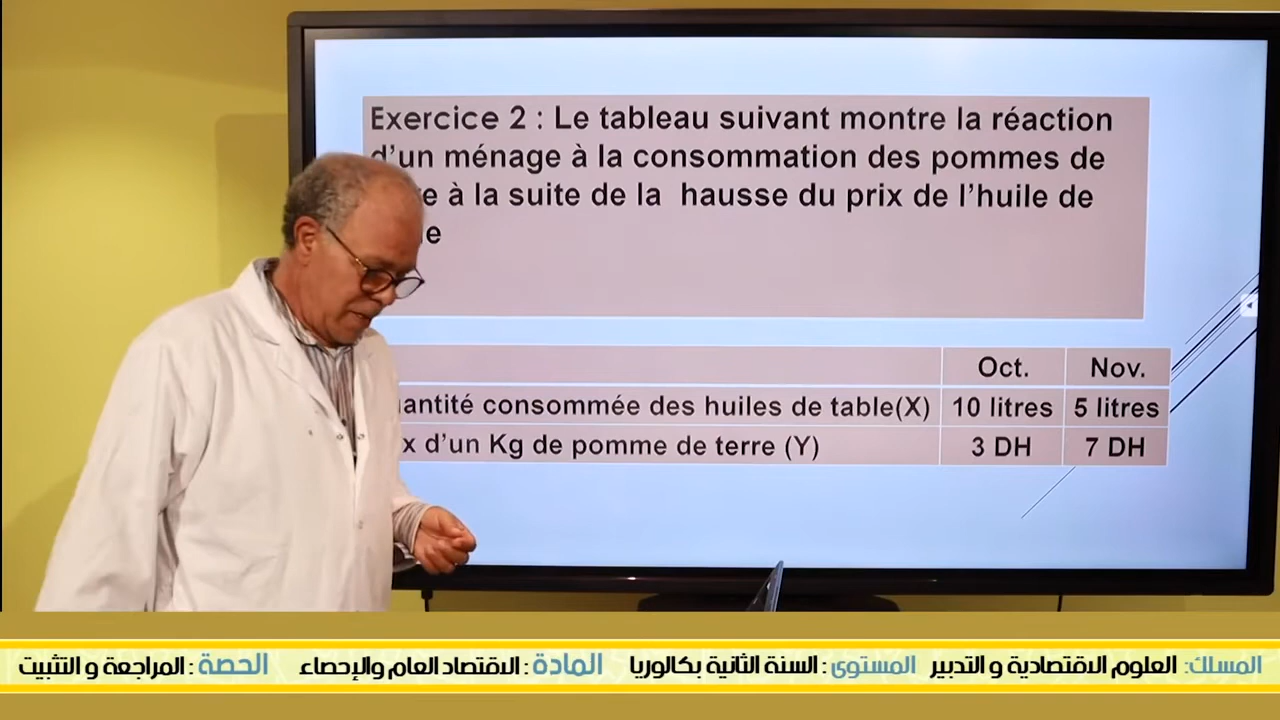 Exercice 2 : Le tableau suivant montre la réaction
d'un ménage à la consommation des pommes de
à la suite de la hausse du prix de l'huile de
Oct. Nov.
consommée des huiles de table(X) 10 litres 5 litres
d'un Kg de pomme de terre (Y) 3 DH 7 DH
المسلك: العلوم الاقتصادية و التدبير المستوى : السنة الثانية بكالوريا المادة : الاقتصاد العام والإحصاء الحصة : المراجعة و التثبيت